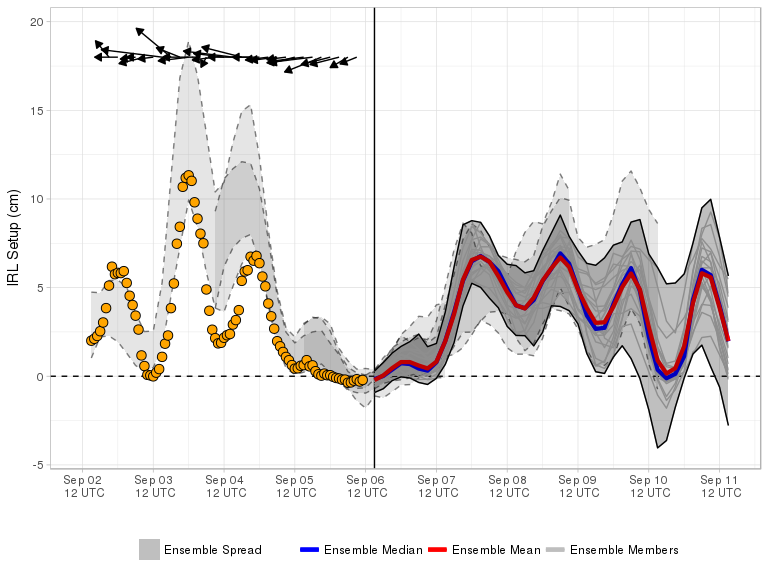 IRL Setup (cm)
20
15
10
5
0
-5
Sep 02 Sep 03 Sep 04 Sep 05 Sep 06 Sep 07 Sep 08 Sep 09 Sep 10 Sep 11
12 UTC 12 UTC 12 UTC 12 UTC 12 UTC 12 UTC 12 UTC 12 UTC 12 UTC 12 UTC
Ensemble Spread Ensemble Median Ensemble Mean Ensemble Members